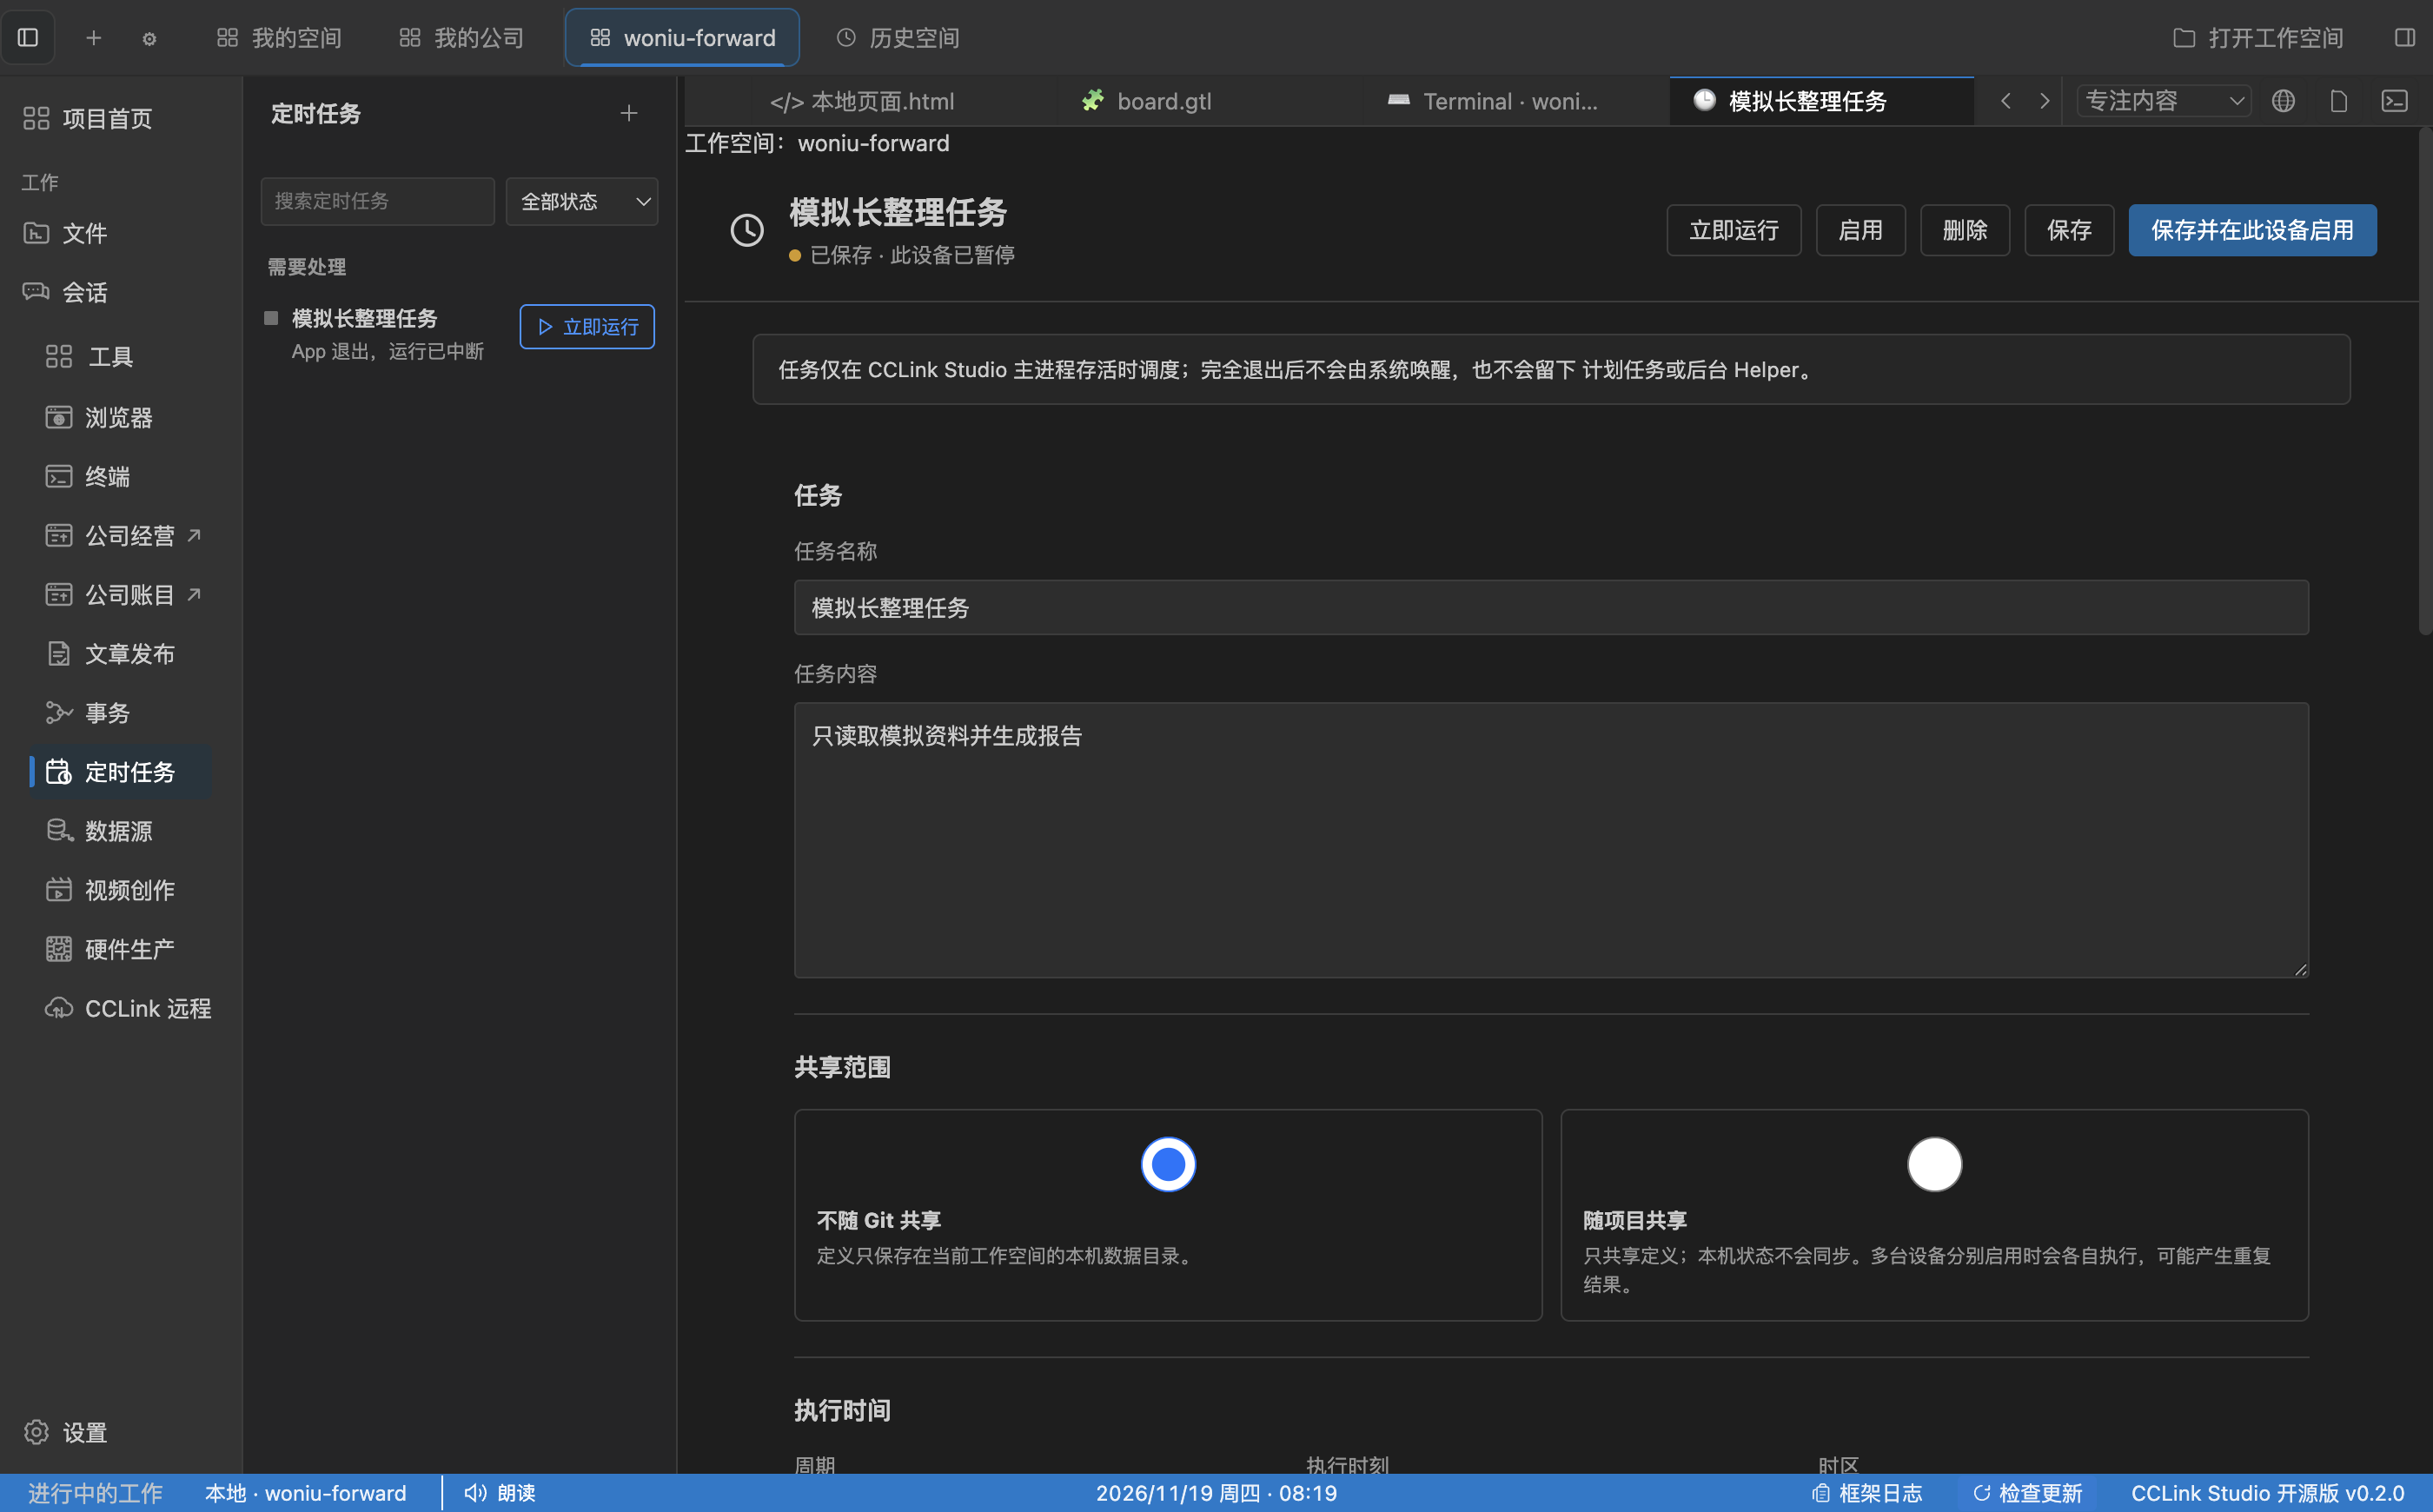 我的空间
我的公司
woniu-forward
历史空间
打开工作空间
项目首页
工作
文件
会话
工具
浏览器
终端
公司经营
公司账目
文章发布
事务
定时任务
数据源
视频创作
硬件生产
CCLink 远程
设置
定时任务
搜索定时任务
全部状态
需要处理
模拟长整理任务
App 退出，运行已中断
立即运行
</> 本地页面.html
board.gtl
Terminal · woni...
模拟长整理任务
专注内容
工作空间：woniu-forward
模拟长整理任务
已保存 · 此设备已暂停
立即运行
启用
删除
保存
保存并在此设备启用
任务仅在 CCLink Studio 主进程存活时调度；完全退出后不会由系统唤醒，也不会留下 计划任务或后台 Helper。
任务
任务名称
模拟长整理任务
任务内容
只读取模拟资料并生成报告
共享范围
不随 Git 共享
定义只保存在当前工作空间的本机数据目录。
随项目共享
只共享定义；本机状态不会同步。多台设备分别启用时会各自执行，可能产生重复
结果。
执行时间
周期
执行时刻
时区
进行中的工作
本地 · woniu-forward
朗读
2026/11/19 周四 · 08:19
框架日志
检查更新
CCLink Studio 开源版 v0.2.0